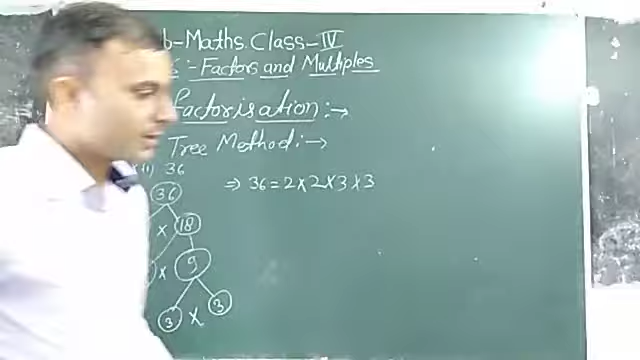 b-Maths. Class-IV
:- Factors and Multiples
factorisation :→
Tree Method :→
(i) 36
36 ⇒ 36 = 2 × 2 × 3 × 3
× 18
× 9
3 × 3